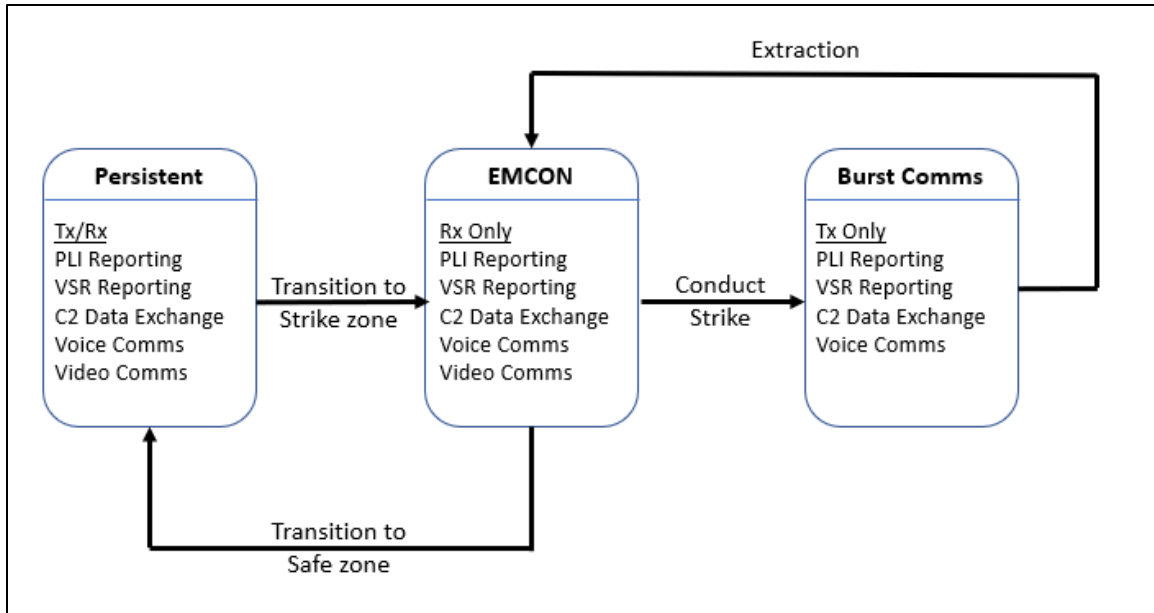 Extraction
Persistent
Tx/Rx
PLI Reporting
VSR Reporting
C2 Data Exchange
Voice Comms
Video Comms
Transition to
Strike zone
EMCON
Rx Only
PLI Reporting
VSR Reporting
C2 Data Exchange
Voice Comms
Video Comms
Conduct
Strike
Burst Comms
Tx Only
PLI Reporting
VSR Reporting
C2 Data Exchange
Voice Comms
Transition to
Safe zone